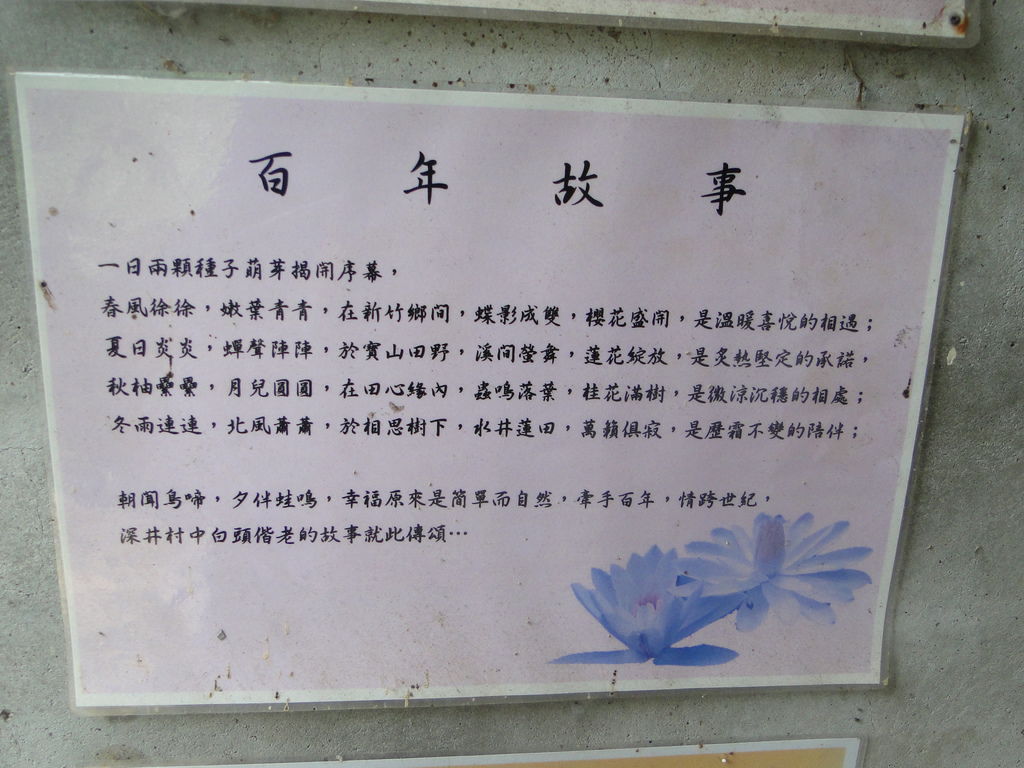 百年故事
一日兩顆種子萌芽揭開序幕，
春風徐徐，嫩葉青青，在新竹鄉間，蝶影成雙，櫻花盛開，是溫暖喜悅的相遇；
夏日炎炎，蟬聲陣陣，於寶山田野，溪間螢舞，蓮花綻放，是炙熱堅定的承諾，
秋柚纍纍，月兒圓圓，在田心緣內，蟲鳴落葉，桂花滿樹，是微涼沉穩的相處；
冬雨連連，北風蕭蕭，於相思樹下，水井蓮田，萬籟俱寂，是歷霜不變的陪伴；
朝聞鳥啼，夕伴蛙鳴，幸福原來是簡單而自然，牽手百年，情跨世紀，
深井村中白頭偕老的故事就此傳頌…